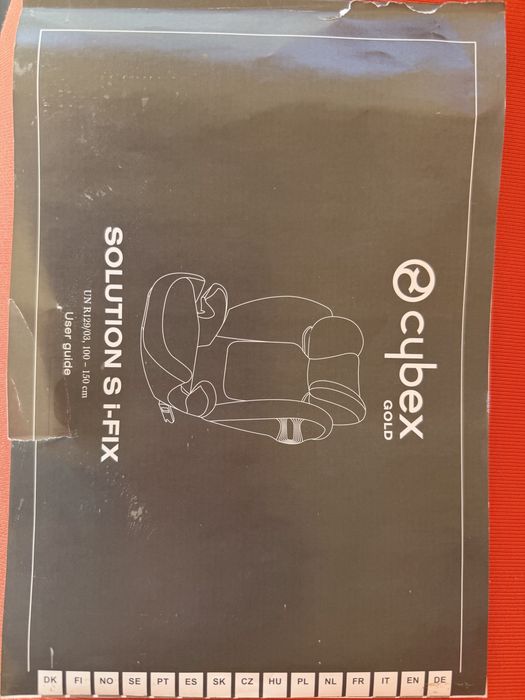 cybex
GOLD
SOLUTION S i-FIX
UN R129/03, 100 – 150 cm
User guide
DE
EN
IT
FR
NL
PL
HU
CZ
SK
ES
PT
SE
NO
FI
DK